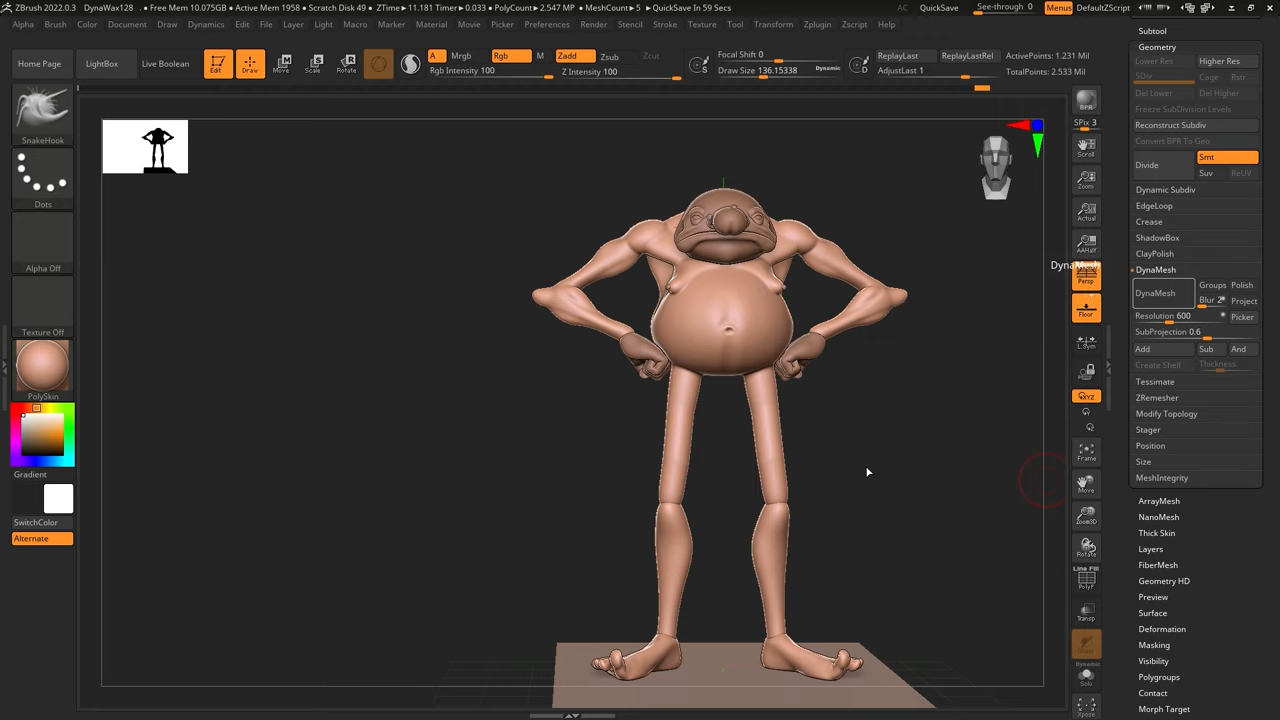 ZBrush 2022.0.3 DynaWax128 . • Free Mem 10.075GB • Active Mem 1958 • Scratch Disk 49 • ZTime▸11.181 Timer▸0.033 • PolyCount▸2.547 MP • MeshCount▸5 • QuickSave In 59 Secs AC QuickSave See-through 0 Menus DefaultZScript
Alpha Brush Color Document Draw Dynamics Edit File Layer Light Macro Marker Material Movie Picker Preferences Render Stencil Stroke Texture Tool Transform Zplugin Zscript Help
Home Page LightBox Live Boolean Edit Draw Move Scale Rotate
A Mrgb Rgb M Zadd Zsub Zcut
Rgb Intensity 100 Z Intensity 100
Focal Shift 0
Draw Size 136.15338 Dynamic
S
D
ReplayLast ReplayLastRel ActivePoints: 1.231 Mil
AdjustLast 1 TotalPoints: 2.533 Mil
SnakeHook
Dots
Alpha Off
Texture Off
PolySkin
Gradient
SwitchColor
Alternate
BPR
SPix 3
Scroll
Zoom
Actual
AAHalf
Persp
Floor
L.Sym
XYZ
Frame
Move
Zoom3D
Rotate
Line Fill
PolyF
Transp
Dynamic
Solo
Xpose
Subtool
Geometry
Lower Res Higher Res
SDiv Cage Rstr
Del Lower Del Higher
Freeze SubDivision Levels
Reconstruct Subdiv
Convert BPR To Geo
Divide Smt
Suv ReUV
Dynamic Subdiv
EdgeLoop
Crease
ShadowBox
ClayPolish
DynaMesh
DynaMesh Groups Polish
Blur 2 Project
Resolution 600 Picker
SubProjection 0.6
Add Sub And
Create Shell Thickness
Tessimate
ZRemesher
Modify Topology
Stager
Position
Size
MeshIntegrity
ArrayMesh
NanoMesh
Thick Skin
Layers
FiberMesh
Geometry HD
Preview
Surface
Deformation
Masking
Visibility
Polygroups
Contact
Morph Target